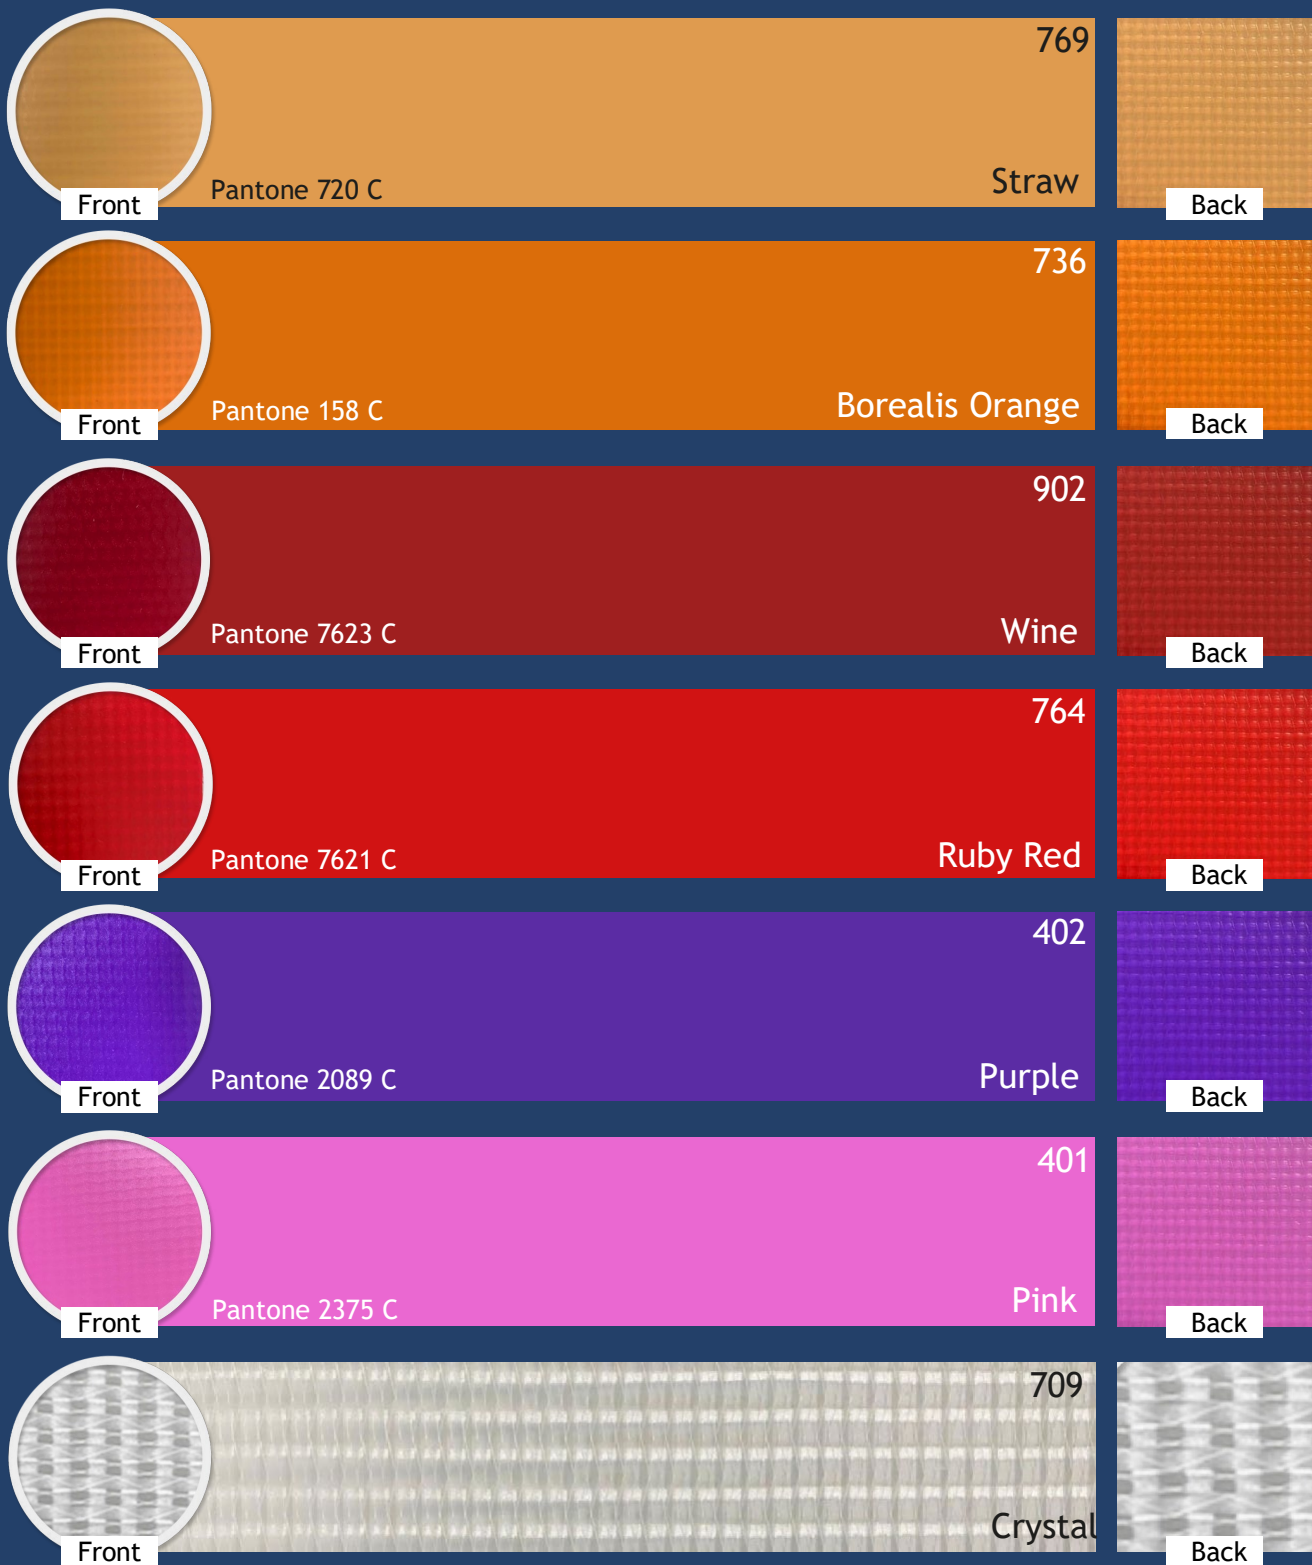 769
Straw
Pantone 720 C
Front
Back
736
Borealis Orange
Pantone 158 C
Front
Back
902
Wine
Pantone 7623 C
Front
Back
764
Ruby Red
Pantone 7621 C
Front
Back
402
Purple
Pantone 2089 C
Front
Back
401
Pink
Pantone 2375 C
Front
Back
709
Crystal
Front
Back